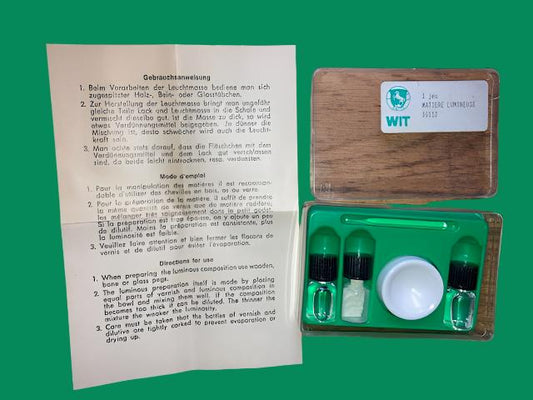 Gebrauchsanweisung
1. Beim Verarbeiten der Leuchtmasse bediene man sich
zugespitzter Holz-, Bein- oder Glasstäbchen.
2. Zur Herstellung der Leuchtmasse bringt man ungefähr
gleiche Teile Lack und Leuchtmasse in die Schale und
vermischt dieselbe gut. Ist die Masse zu dick, so wird
etwas Verdünnungsmittel beigegeben. Je dünner die
Mischung ist, desto schwächer wird auch die Leucht-
kraft sein.
3. Man achte stets darauf, dass die Fläschchen mit dem
Verdünnungsmittel und dem Lack gut verschlossen
sind, da beide leicht eintrocknen, resp. verdunsten.
Mode d'emploi
1. Pour la manipulation des matières il est recomman-
dable d'utiliser des chevilles en bois, os ou verre.
2. Pour la préparation de la matière il suffit de prendre
la même quantité de vernis que de matière radifère,
les mélanger très soigneusement dans le petit godet.
Si la préparation est trop épaisse, on y ajoute un peu
de dilutif. Moins la préparation est consistante, plus
la luminosité est faible.
3. Veuillez faire attention et bien fermer les flacons de
vernis et de dilutif pour éviter l'évaporation.
Directions for use
1. When preparing the luminous composition use wooden,
bone or glass pegs.
2. The luminous preparation itself is made by placing
equal parts of varnish and luminous composition in
the bowl and mixing them well. If the composition
becomes too thick it can be diluted. The thinner the
mixture the weaker the luminosity.
3. Care must be taken that the bottles of varnish and
dilutive are tightly corked to prevent evaporation or
drying up.
1 jeu
MATIERE LUMINEUSE
WIT